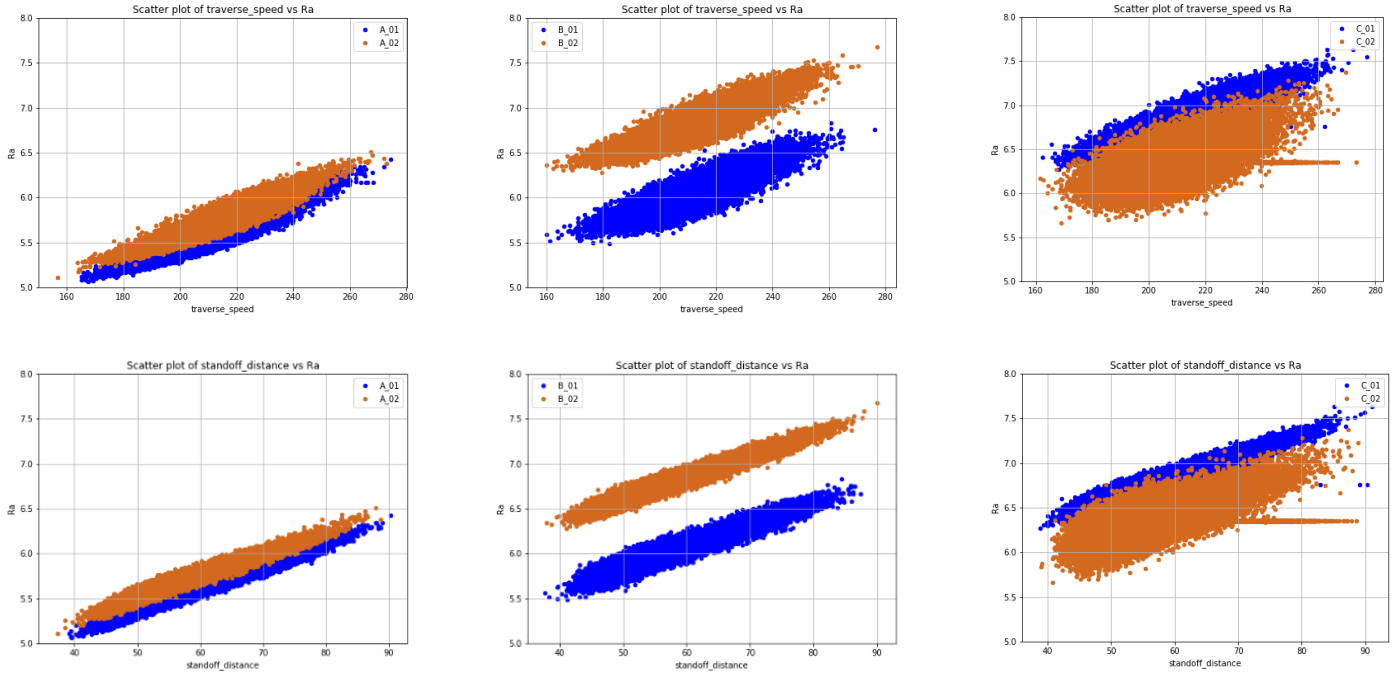 Scatter plot of traverse_speed vs Ra
8.0
7.5
7.0
6.5
6.0
5.5
5.0
Ra
A_01
A_02
160 180 200 220 240 260 280
traverse_speed
Scatter plot of traverse_speed vs Ra
8.0
7.5
7.0
6.5
6.0
5.5
5.0
Ra
B_01
B_02
160 180 200 220 240 260 280
traverse_speed
Scatter plot of traverse_speed vs Ra
8.0
7.5
7.0
6.5
6.0
5.5
5.0
Ra
C_01
C_02
160 180 200 220 240 260 280
traverse_speed
Scatter plot of standoff_distance vs Ra
8.0
7.5
7.0
6.5
6.0
5.5
5.0
Ra
A_01
A_02
40 50 60 70 80 90
standoff_distance
Scatter plot of standoff_distance vs Ra
8.0
7.5
7.0
6.5
6.0
5.5
5.0
Ra
B_01
B_02
40 50 60 70 80 90
standoff_distance
Scatter plot of standoff_distance vs Ra
8.0
7.5
7.0
6.5
6.0
5.5
5.0
Ra
C_01
C_02
40 50 60 70 80 90
standoff_distance